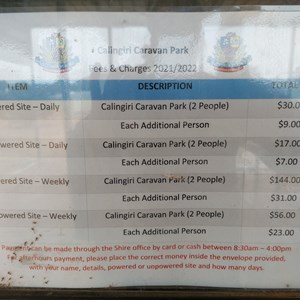 Calingiri Caravan Park
Fees & Charges 2021/2022
ITEM DESCRIPTION TOTA
ered Site – Daily Calingiri Caravan Park (2 People) $30.0
Each Additional Person $9.00
powered Site – Daily Calingiri Caravan Park (2 People) $17.00
Each Additional Person $7.00
ered Site – Weekly Calingiri Caravan Park (2 People) $144.00
Each Additional Person $31.00
powered Site – Weekly Calingiri Caravan Park (2 People) $56.00
Each Additional Person $23.00
Payment can be made through the Shire office by card or cash between 8:30am – 4:00pm
For afterhours payment, please place the correct money inside the envelope provided,
with your name, details, powered or unpowered site and how many days.